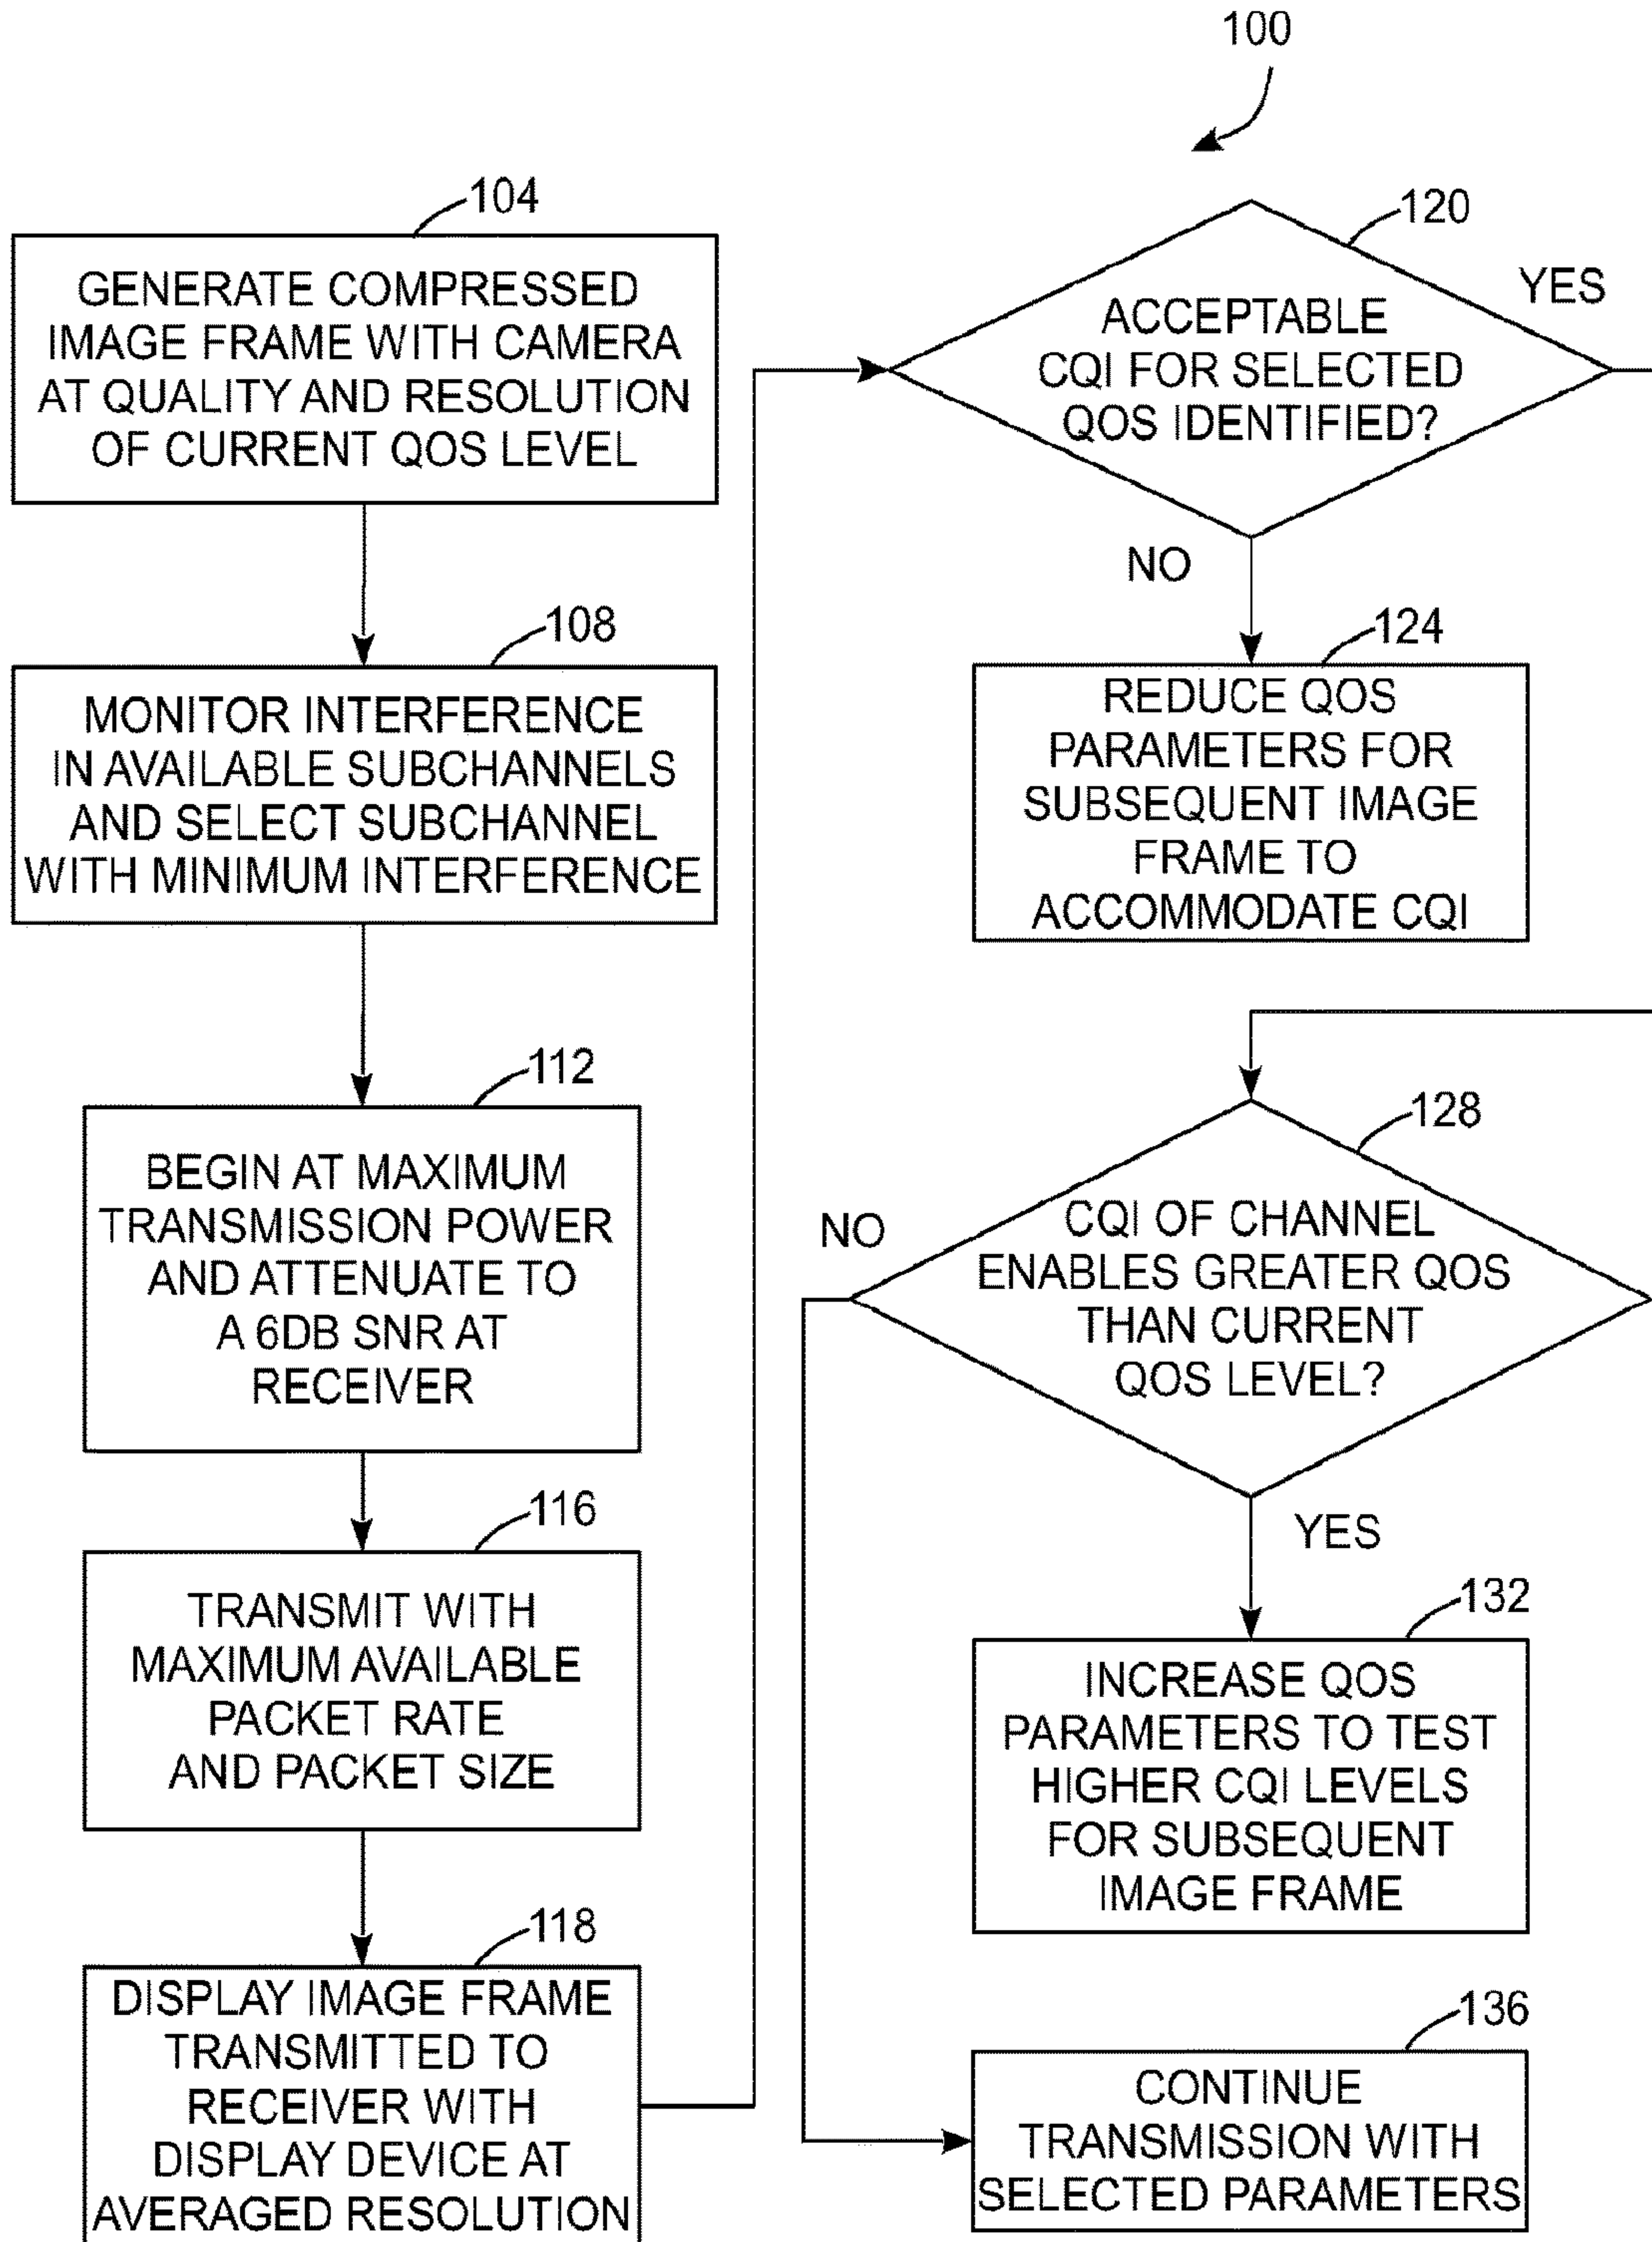 100
104
GENERATE COMPRESSED
IMAGE FRAME WITH CAMERA
AT QUALITY AND RESOLUTION
OF CURRENT QOS LEVEL
108
MONITOR INTERFERENCE
IN AVAILABLE SUBCHANNELS
AND SELECT SUBCHANNEL
WITH MINIMUM INTERFERENCE
112
BEGIN AT MAXIMUM
TRANSMISSION POWER
AND ATTENUATE TO
A 6DB SNR AT
RECEIVER
116
TRANSMIT WITH
MAXIMUM AVAILABLE
PACKET RATE
AND PACKET SIZE
118
DISPLAY IMAGE FRAME
TRANSMITTED TO
RECEIVER WITH
DISPLAY DEVICE AT
AVERAGED RESOLUTION
120
ACCEPTABLE
CQI FOR SELECTED
QOS IDENTIFIED?
YES
NO
124
REDUCE QOS
PARAMETERS FOR
SUBSEQUENT IMAGE
FRAME TO
ACCOMMODATE CQI
128
CQI OF CHANNEL
ENABLES GREATER QOS
THAN CURRENT
QOS LEVEL?
NO
YES
132
INCREASE QOS
PARAMETERS TO TEST
HIGHER CQI LEVELS
FOR SUBSEQUENT
IMAGE FRAME
136
CONTINUE
TRANSMISSION WITH
SELECTED PARAMETERS